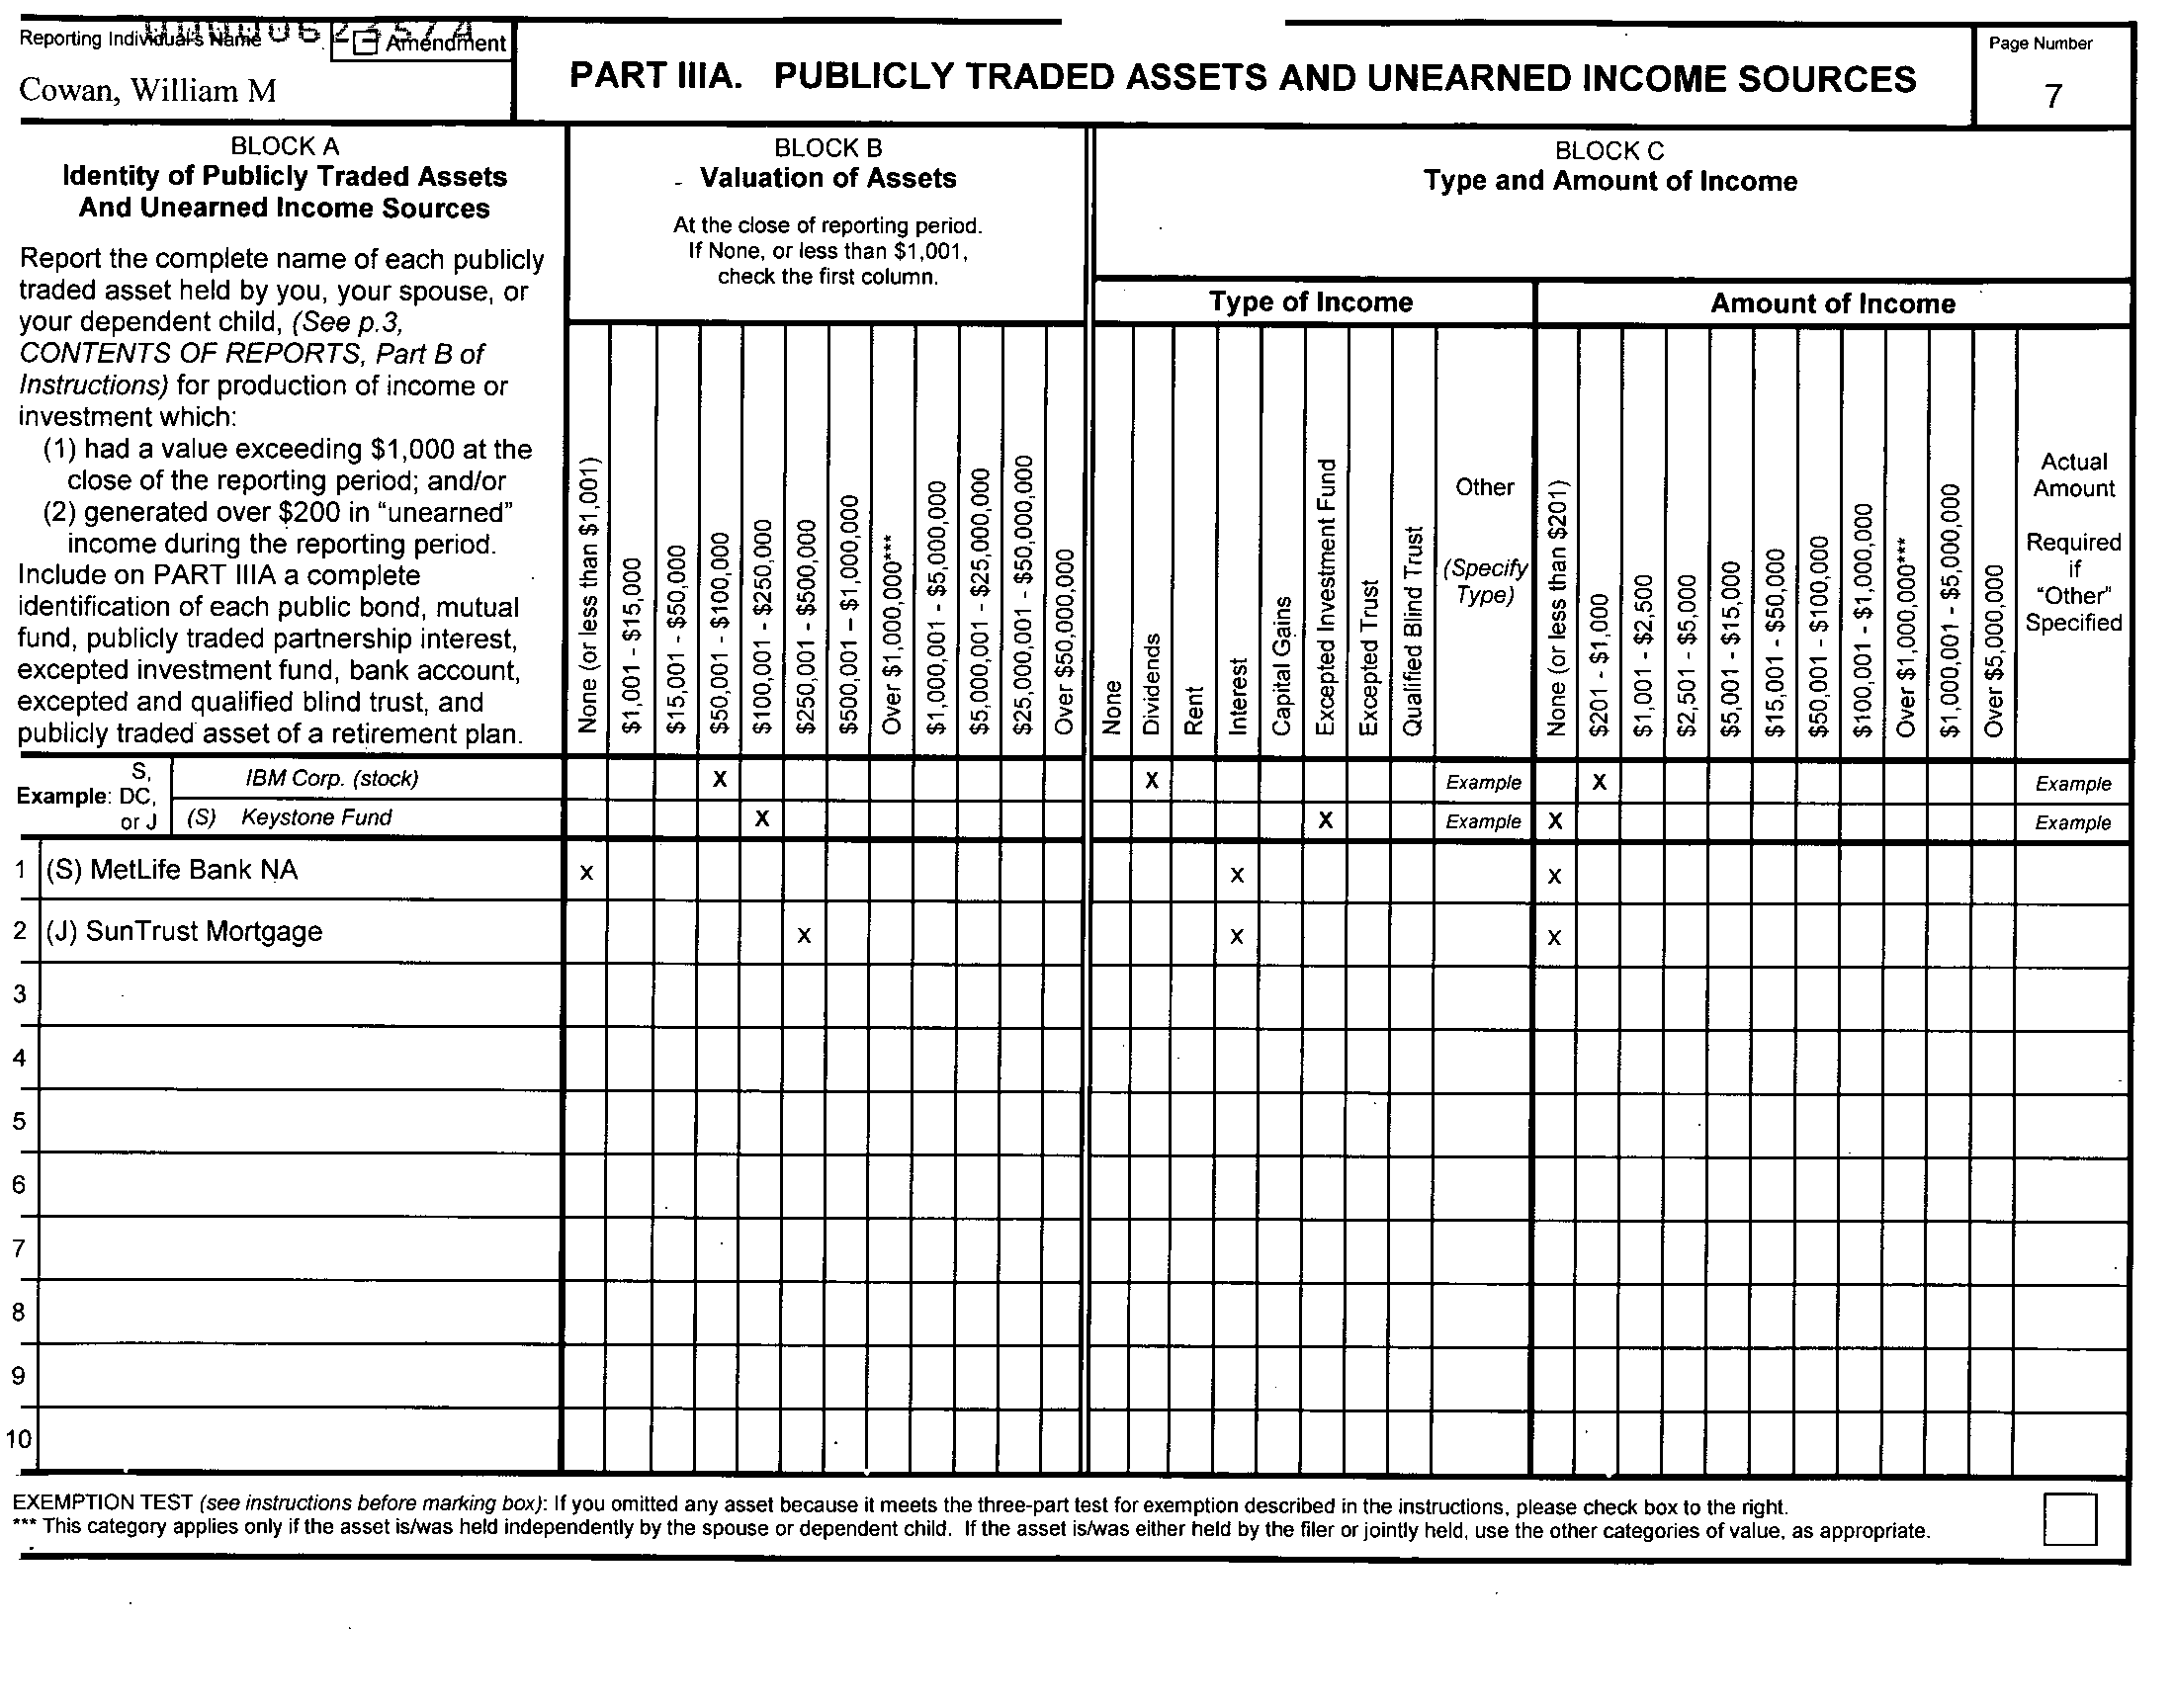 Reporting Individual's Name
Amendment
Cowan, William M
PART IIIA. PUBLICLY TRADED ASSETS AND UNEARNED INCOME SOURCES
Page Number
7
BLOCK A
Identity of Publicly Traded Assets
And Unearned Income Sources
Report the complete name of each publicly
traded asset held by you, your spouse, or
your dependent child, (See p.3,
CONTENTS OF REPORTS, Part B of
Instructions) for production of income or
investment which:
(1) had a value exceeding $1,000 at the
close of the reporting period; and/or
(2) generated over $200 in “unearned”
income during the reporting period.
Include on PART IIIA a complete
identification of each public bond, mutual
fund, publicly traded partnership interest,
excepted investment fund, bank account,
excepted and qualified blind trust, and
publicly traded asset of a retirement plan.
BLOCK B
Valuation of Assets
At the close of reporting period.
If None, or less than $1,001,
check the first column.
None (or less than $1,001)
$1,001 - $15,000
$15,001 - $50,000
$50,001 - $100,000
$100,001 - $250,000
$250,001 - $500,000
$500,001 – $1,000,000
Over $1,000,000***
$1,000,001 - $5,000,000
$5,000,001 - $25,000,000
$25,000,001 - $50,000,000
Over $50,000,000
BLOCK C
Type and Amount of Income
Type of Income
None
Dividends
Rent
Interest
Capital Gains
Excepted Investment Fund
Excepted Trust
Qualified Blind Trust
Other
(Specify
Type)
Amount of Income
None (or less than $201)
$201 - $1,000
$1,001 - $2,500
$2,501 - $5,000
$5,001 - $15,000
$15,001 - $50,000
$50,001 - $100,000
$100,001 - $1,000,000
Over $1,000,000***
$1,000,001 - $5,000,000
Over $5,000,000
Actual
Amount
Required
if
“Other”
Specified
Example: S, DC, or J
IBM Corp. (stock) X X Example X Example
(S) Keystone Fund X X Example X Example
1 (S) MetLife Bank NA X X X
2 (J) SunTrust Mortgage X X X
3
4
5
6
7
8
9
10
EXEMPTION TEST (see instructions before marking box): If you omitted any asset because it meets the three-part test for exemption described in the instructions, please check box to the right.
*** This category applies only if the asset is/was held independently by the spouse or dependent child. If the asset is/was either held by the filer or jointly held, use the other categories of value, as appropriate.